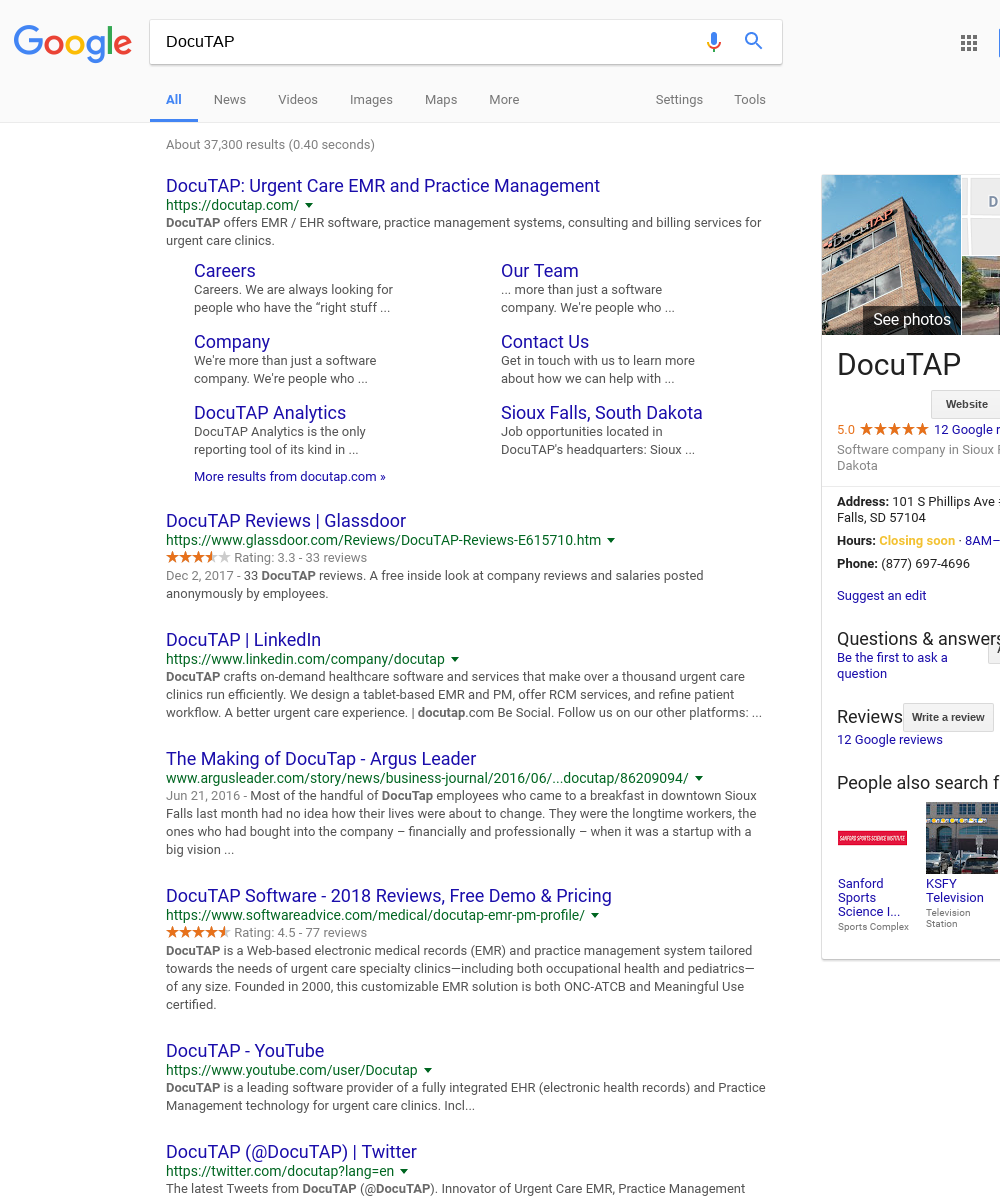 Google
DocuTAP
All
News
Videos
Images
Maps
More
Settings
Tools
About 37,300 results (0.40 seconds)
DocuTAP: Urgent Care EMR and Practice Management
https://docutap.com/
DocuTAP offers EMR / EHR software, practice management systems, consulting and billing services for
urgent care clinics.
Careers
Careers. We are always looking for
people who have the “right stuff ...
Our Team
... more than just a software
company. We're people who ...
Company
We're more than just a software
company. We're people who ...
Contact Us
Get in touch with us to learn more
about how we can help with ...
DocuTAP Analytics
DocuTAP Analytics is the only
reporting tool of its kind in ...
Sioux Falls, South Dakota
Job opportunities located in
DocuTAP's headquarters: Sioux ...
More results from docutap.com »
DocuTAP Reviews | Glassdoor
https://www.glassdoor.com/Reviews/DocuTAP-Reviews-E615710.htm
Rating: 3.3 - 33 reviews
Dec 2, 2017 - 33 DocuTAP reviews. A free inside look at company reviews and salaries posted
anonymously by employees.
DocuTAP | LinkedIn
https://www.linkedin.com/company/docutap
DocuTAP crafts on-demand healthcare software and services that make over a thousand urgent care
clinics run efficiently. We design a tablet-based EMR and PM, offer RCM services, and refine patient
workflow. A better urgent care experience. | docutap.com Be Social. Follow us on our other platforms: ...
The Making of DocuTap - Argus Leader
www.argusleader.com/story/news/business-journal/2016/06/...docutap/86209094/
Jun 21, 2016 - Most of the handful of DocuTap employees who came to a breakfast in downtown Sioux
Falls last month had no idea how their lives were about to change. They were the longtime workers, the
ones who had bought into the company – financially and professionally – when it was a startup with a
big vision ...
DocuTAP Software - 2018 Reviews, Free Demo & Pricing
https://www.softwareadvice.com/medical/docutap-emr-pm-profile/
Rating: 4.5 - 77 reviews
DocuTAP is a Web-based electronic medical records (EMR) and practice management system tailored
towards the needs of urgent care specialty clinics—including both occupational health and pediatrics—
of any size. Founded in 2000, this customizable EMR solution is both ONC-ATCB and Meaningful Use
certified.
DocuTAP - YouTube
https://www.youtube.com/user/Docutap
DocuTAP is a leading software provider of a fully integrated EHR (electronic health records) and Practice
Management technology for urgent care clinics. Incl...
DocuTAP (@DocuTAP) | Twitter
https://twitter.com/docutap?lang=en
The latest Tweets from DocuTAP (@DocuTAP). Innovator of Urgent Care EMR, Practice Management
DOCUTAP
D
See photos
DocuTAP
Website
5.0 12 Google r
Software company in Sioux F
Dakota
Address: 101 S Phillips Ave
Falls, SD 57104
Hours: Closing soon · 8AM–
Phone: (877) 697-4696
Suggest an edit
Questions & answers
Be the first to ask a
question
Reviews
Write a review
12 Google reviews
People also search f
SANFORD SPORTS SCIENCE INSTITUTE
Sanford
Sports
Science I...
Sports Complex
KSFY
Television
Television
Station